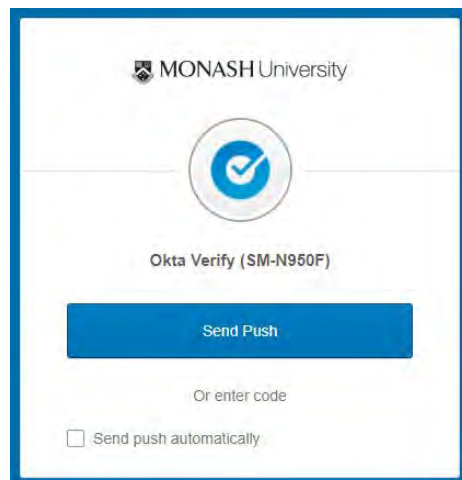 MONASH University
Okta Verify (SM-N950F)
Send Push
Or enter code
Send push automatically